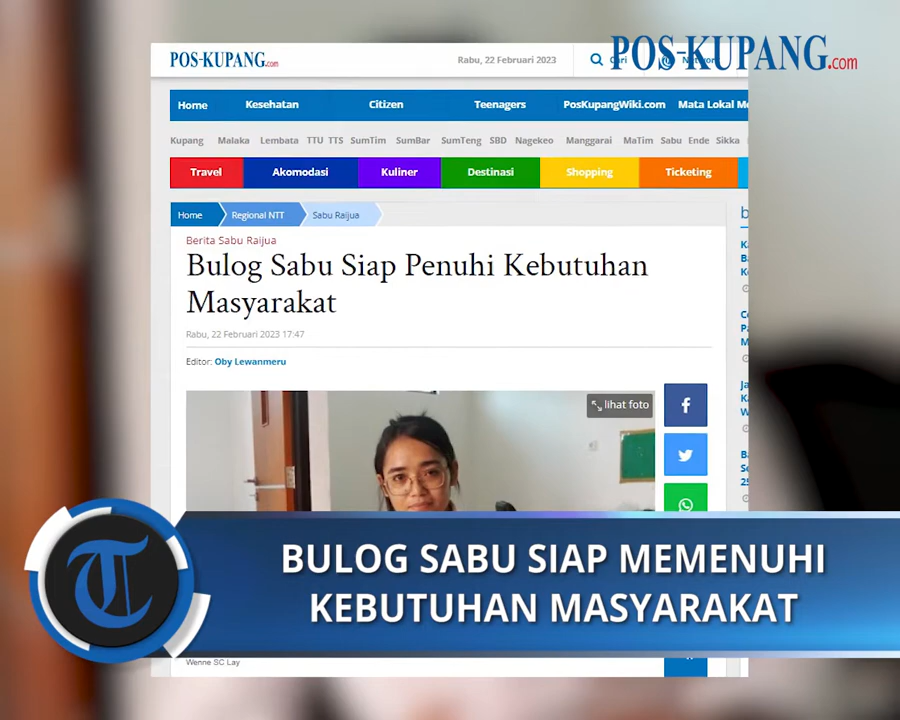 POS-KUPANG.com
Rabu, 22 Februari 2023
Cari
Network
POS-KUPANG.com
Home Kesehatan Citizen Teenagers PosKupangWiki.com Mata Lokal
Kupang Malaka Lembata TTU TTS SumTim SumBar SumTeng SBD Nagekeo Manggarai MaTim Sabu Ende Sikka
Travel Akomodasi Kuliner Destinasi Shopping Ticketing
Home Regional NTT Sabu Raijua
Berita Sabu Raijua
Bulog Sabu Siap Penuhi Kebutuhan
Masyarakat
Rabu, 22 Februari 2023 17:47
Editor: Oby Lewanmeru
lihat foto
BULOG SABU SIAP MEMENUHI
KEBUTUHAN MASYARAKAT
Wenne SC Lay